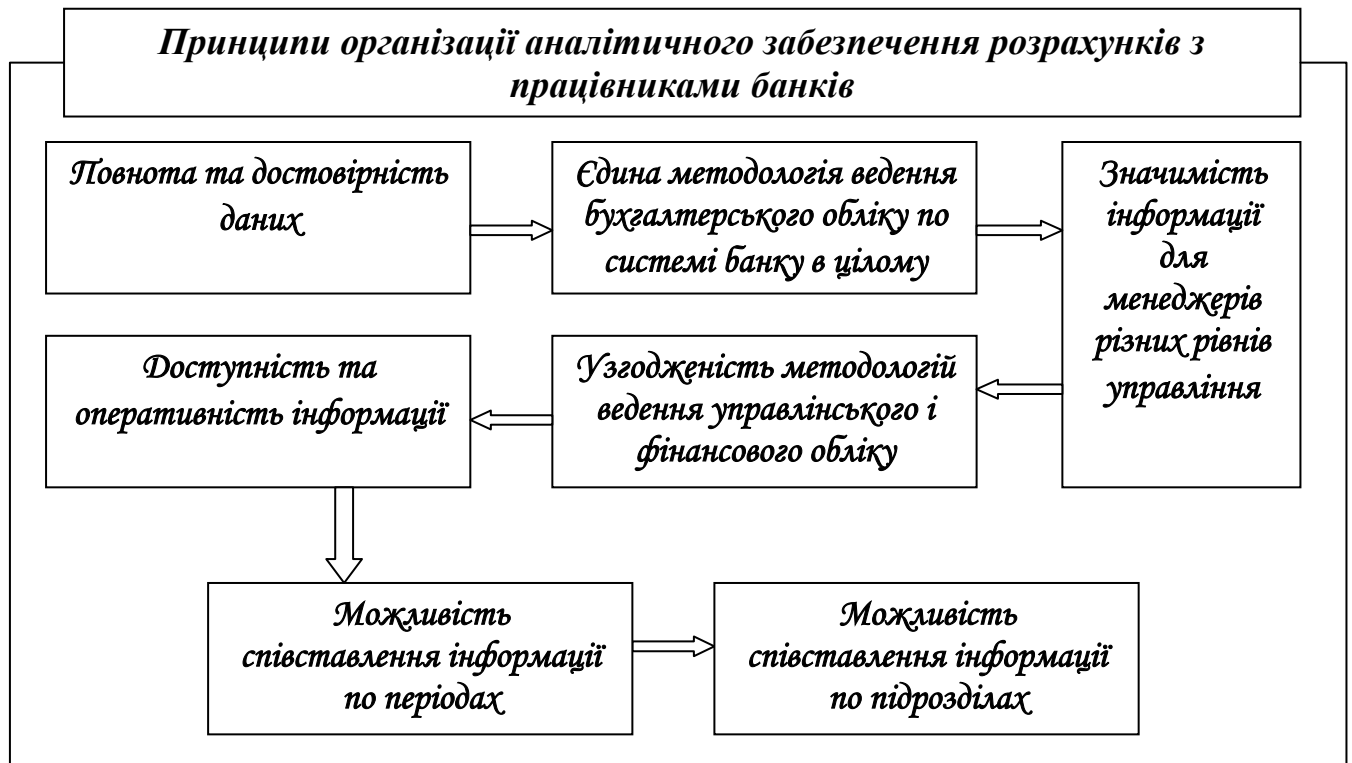 Принципи організації аналітичного забезпечення розрахунків з
працівниками банків
Повнота та достовірність
даних
Єдина методологія ведення
бухгалтерського обліку по
системі банку в цілому
Значимість
інформації
для
менеджерів
різних рівнів
управління
Узгодженість методологій
ведення управлінського і
фінансового обліку
Доступність та
оперативність інформації
Можливість
співставлення інформації
по періодах
Можливість
співставлення інформації
по підрозділах